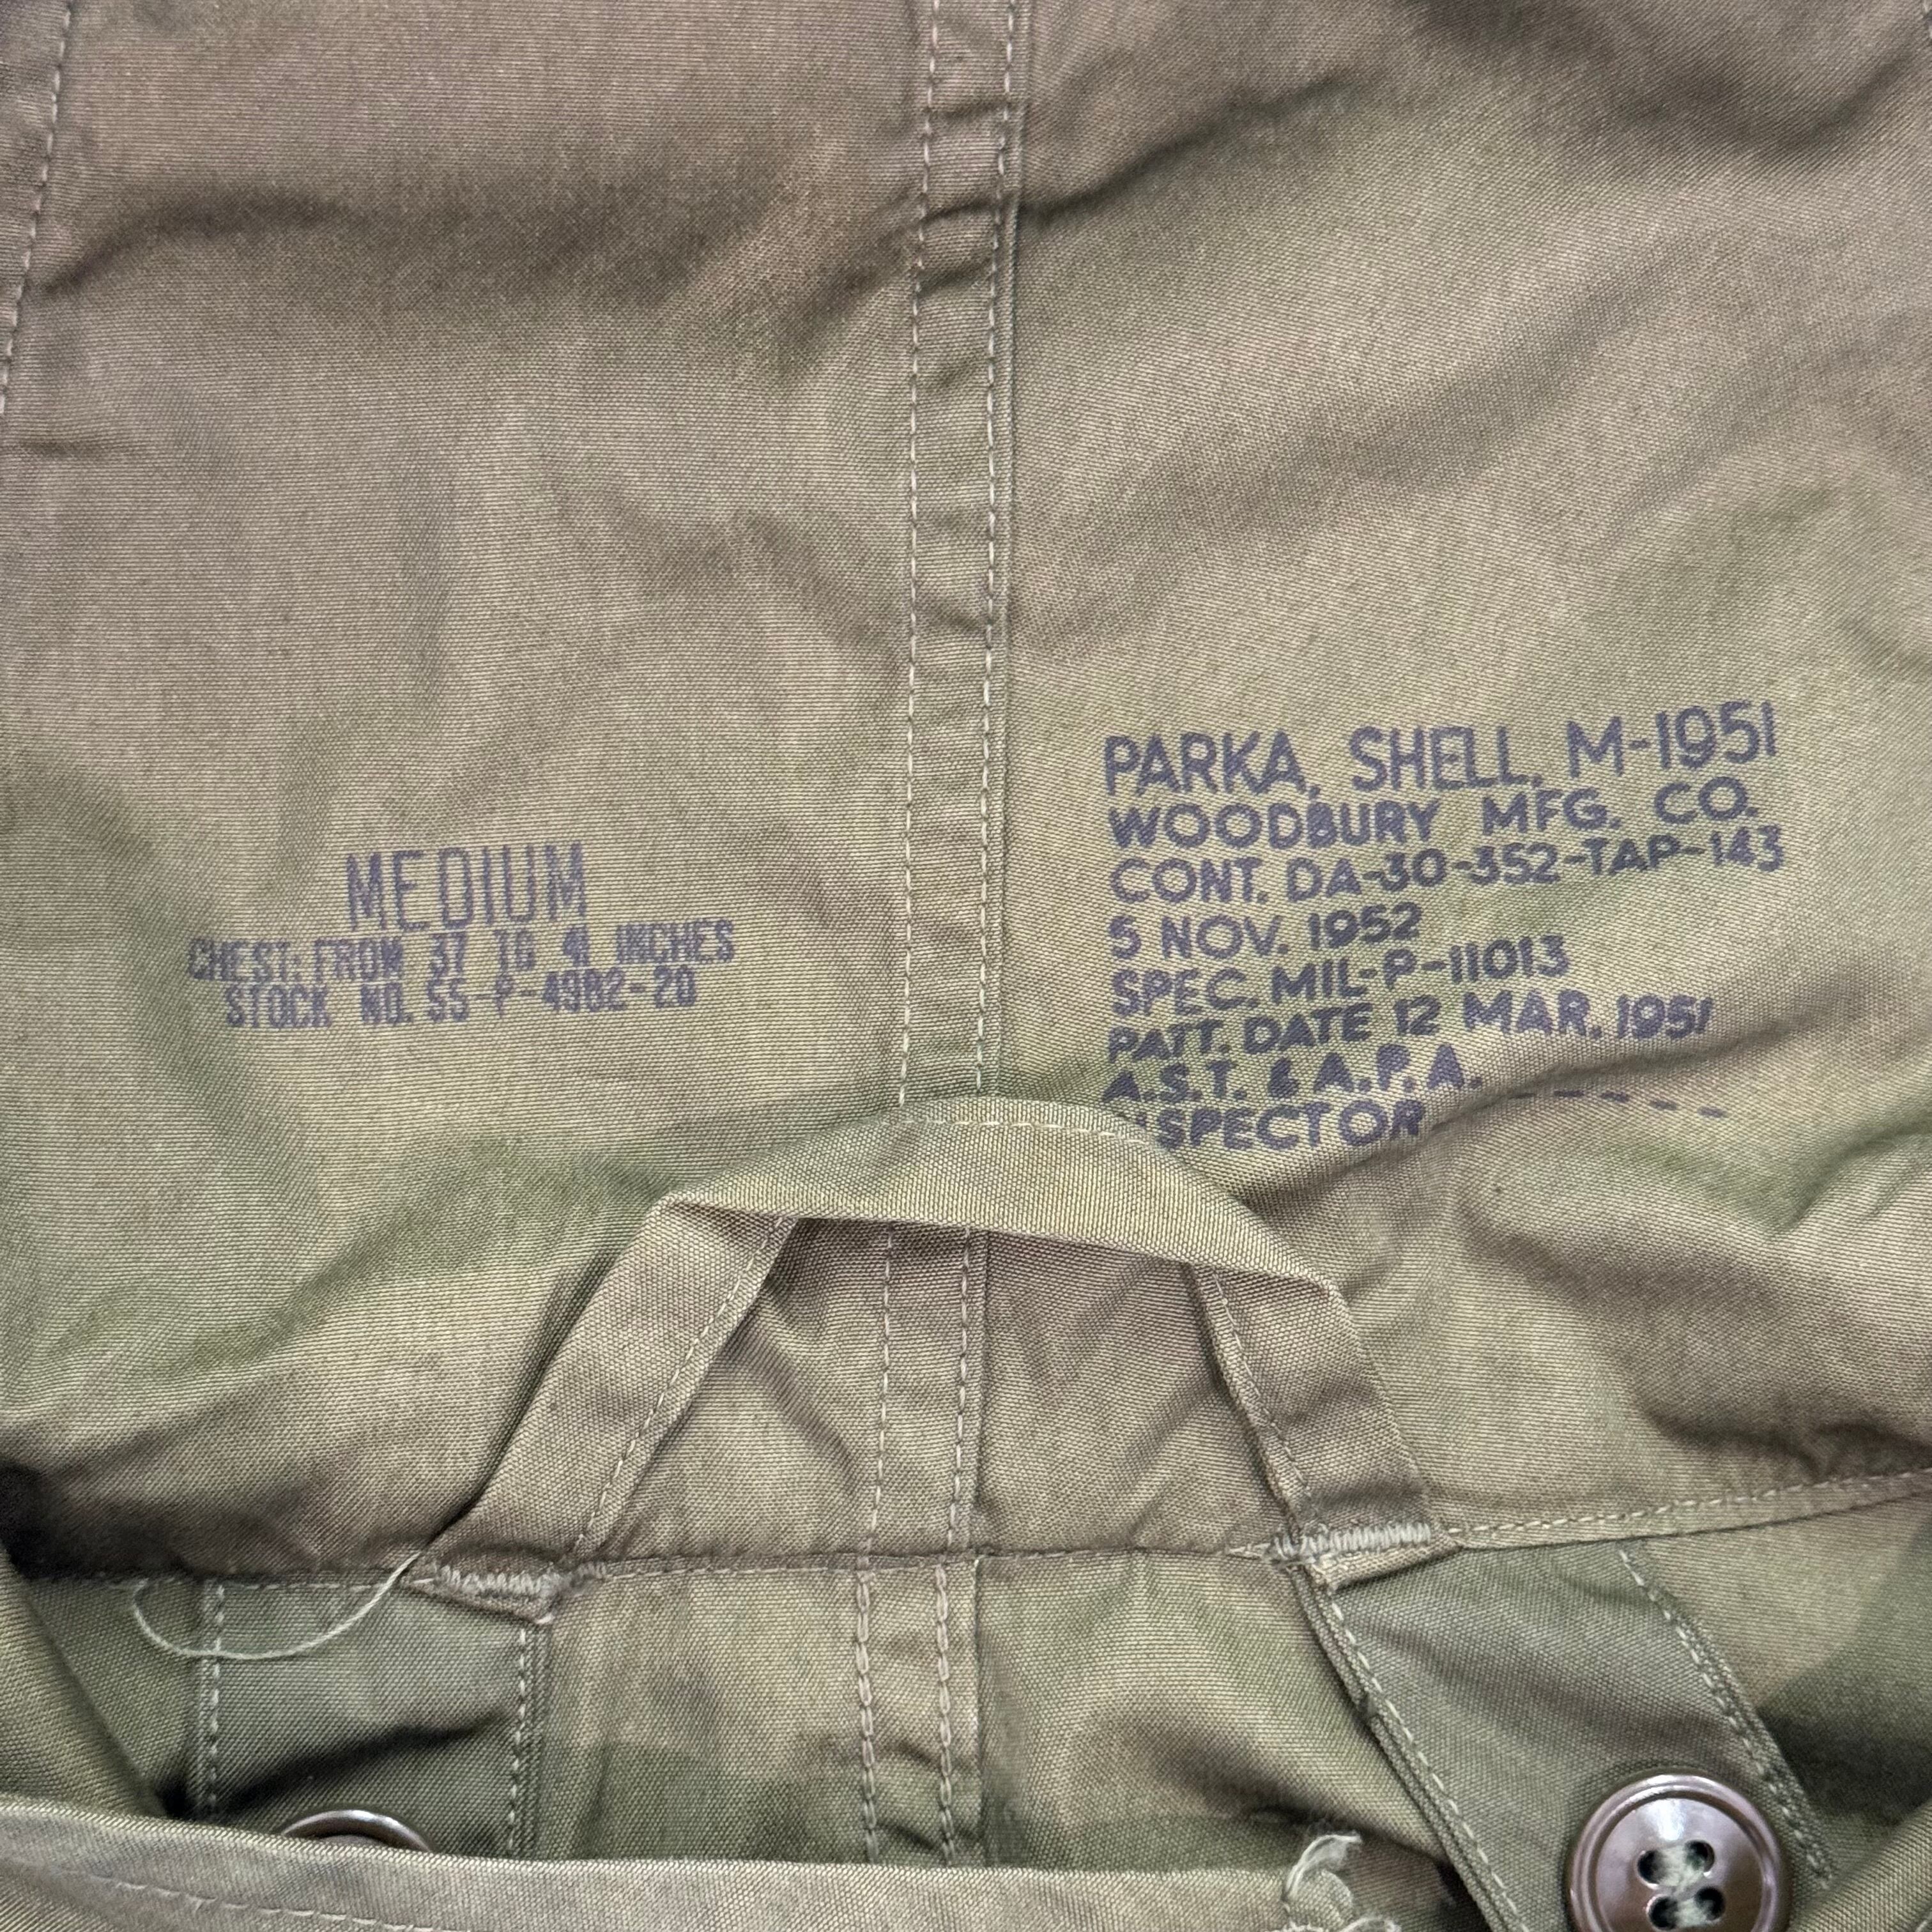 MEDIUM
CHEST: FROM 37 TO 41 INCHES
STOCK NO. 55-P-4982-20
PARKA, SHELL, M-1951
WOODBURY MFG. CO.
CONT. DA-30-352-TAP-143
5 NOV. 1952
SPEC. MIL-P-11013
PATT. DATE 12 MAR. 1951
A.S.T. & A.P.A.
INSPECTOR ------